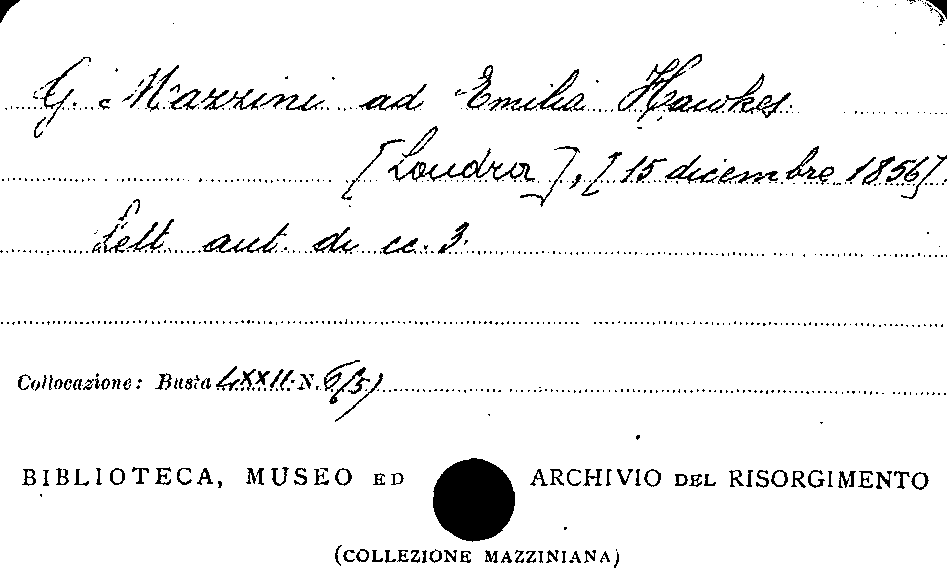 G. Mazzini ad Emilia Hawkes.
[Londra], [15 dicembre 1856].
Lett. aut. di cc. 3.
Collocazione: Busta LXXII N. 6(5)
BIBLIOTECA, MUSEO ED ARCHIVIO DEL RISORGIMENTO
(COLLEZIONE MAZZINIANA)